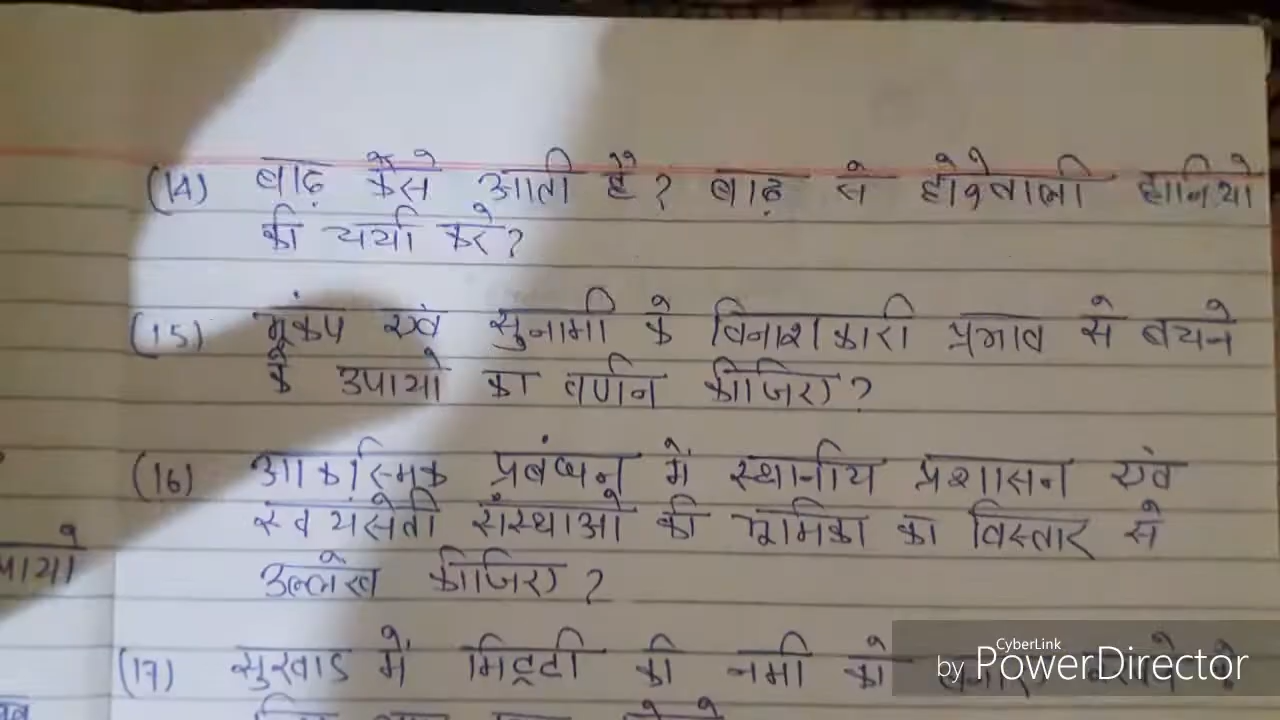 (14) बाढ़ कैसे आती है? बाढ़ से होनेवाली हानियो
की चर्चा करे?
(15) भूकंप एवं सुनामी के विनाशकारी प्रभाव से बचने
के उपायो का वर्णन कीजिए?
(16) आकस्मिक प्रबंधन में स्थानीय प्रशासन एवं
स्वयंसेवी संस्थाओ की भूमिका का विस्तार से
उल्लेख कीजिए?
(17) सुखाड में मिट्टी की नमी को
CyberLink
by PowerDirector